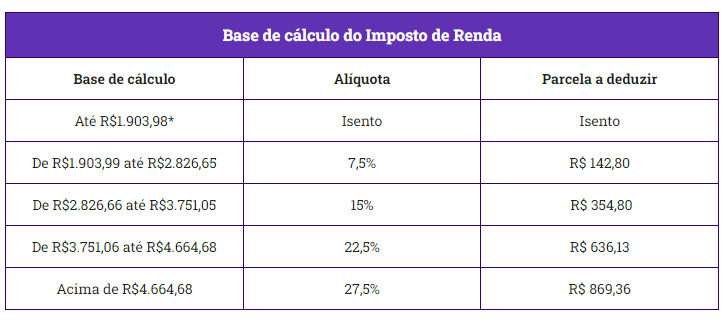 Base de cálculo do Imposto de Renda
Base de cálculo Alíquota Parcela a deduzir
Até R$1.903,98* Isento Isento
De R$1.903,99 até R$2.826,65 7,5% R$ 142,80
De R$2.826,66 até R$3.751,05 15% R$ 354,80
De R$3.751,06 até R$4.664,68 22,5% R$ 636,13
Acima de R$4.664,68 27,5% R$ 869,36